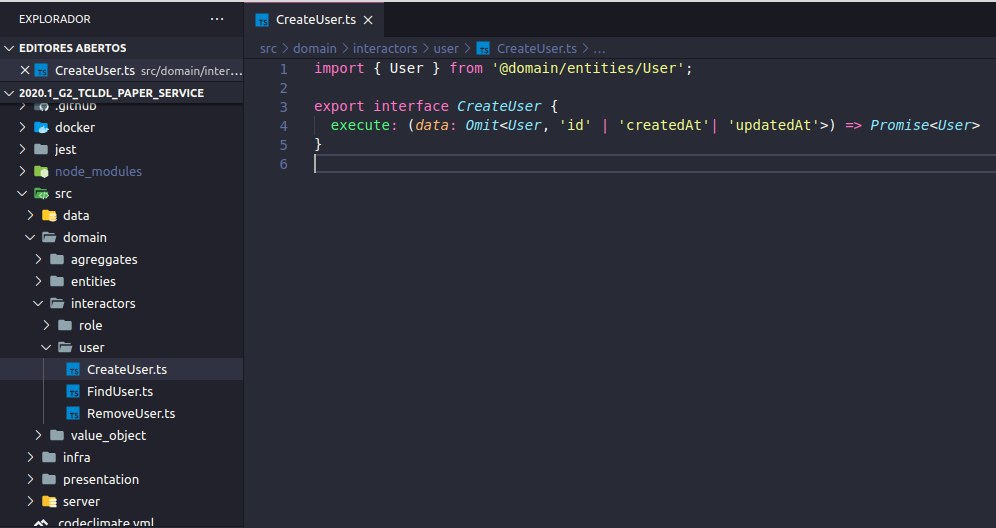 EXPLORADOR ...
EDITORES ABERTOS
CreateUser.ts src/domain/inter...
2020.1_G2_TCLDL_PAPER_SERVICE
.github
docker
jest
node_modules
src
data
domain
agreggates
entities
interactors
role
user
CreateUser.ts
FindUser.ts
RemoveUser.ts
value_object
infra
presentation
server
.codeclimate.yml
CreateUser.ts
src > domain > interactors > user > CreateUser.ts > ...
1 import { User } from '@domain/entities/User';
2
3 export interface CreateUser {
4 execute: (data: Omit<User, 'id' | 'createdAt'| 'updatedAt'>) => Promise<User>
5 }
6